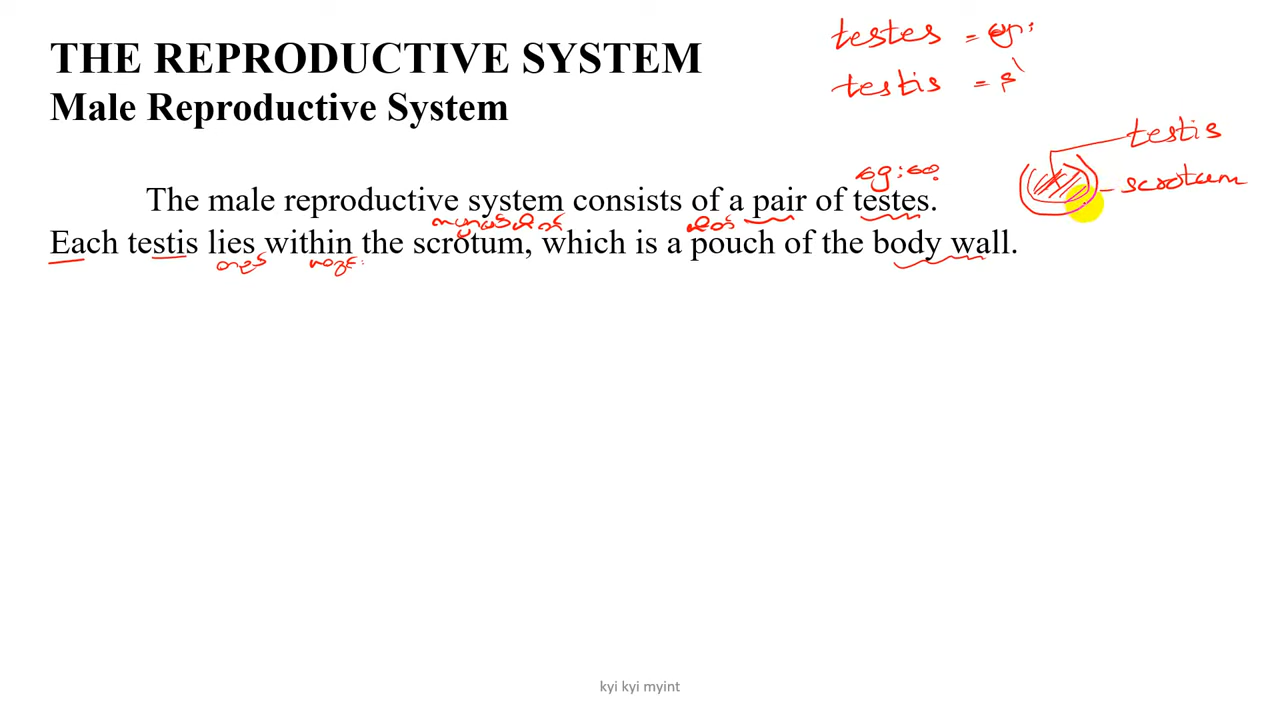 THE REPRODUCTIVE SYSTEM
testes =
testis =
Male Reproductive System
testis
scrotum
The male reproductive system consists of a pair of testes.
Each testis lies within the scrotum, which is a pouch of the body wall.
kyi kyi myint